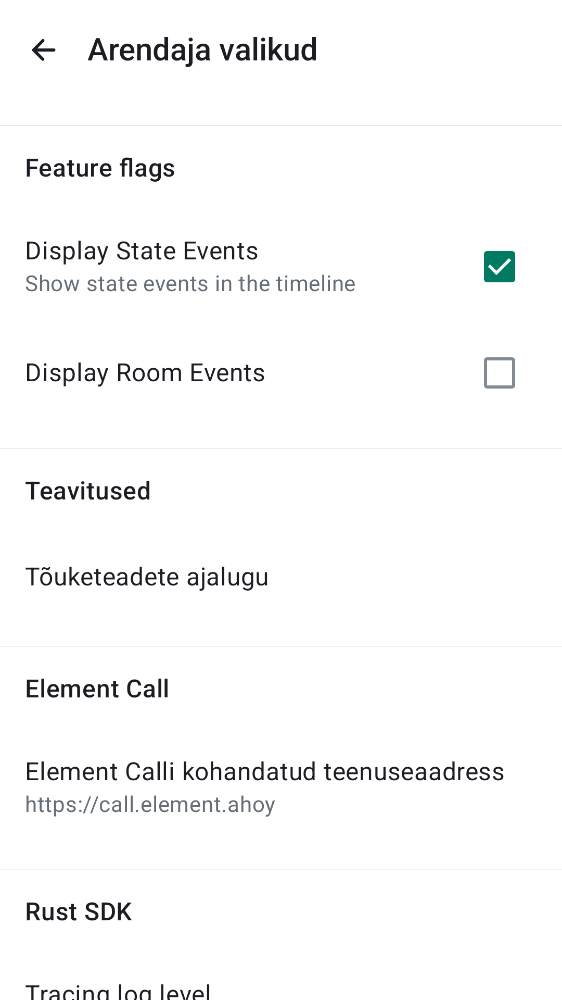 Arendaja valikud
Feature flags
Display State Events
Show state events in the timeline
Display Room Events
Teavitused
Tõuketeadete ajalugu
Element Call
Element Calli kohandatud teenuseaadress
https://call.element.ahoy
Rust SDK
Tracing log level